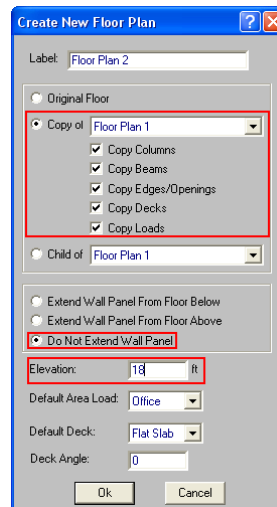 Create New Floor Plan
Label: Floor Plan 2
Original Floor
Copy of Floor Plan 1
Copy Columns
Copy Beams
Copy Edges/Openings
Copy Decks
Copy Loads
Child of Floor Plan 1
Extend Wall Panel From Floor Below
Extend Wall Panel From Floor Above
Do Not Extend Wall Panel
Elevation: 18 ft
Default Area Load: Office
Default Deck: Flat Slab
Deck Angle: 0
Ok Cancel